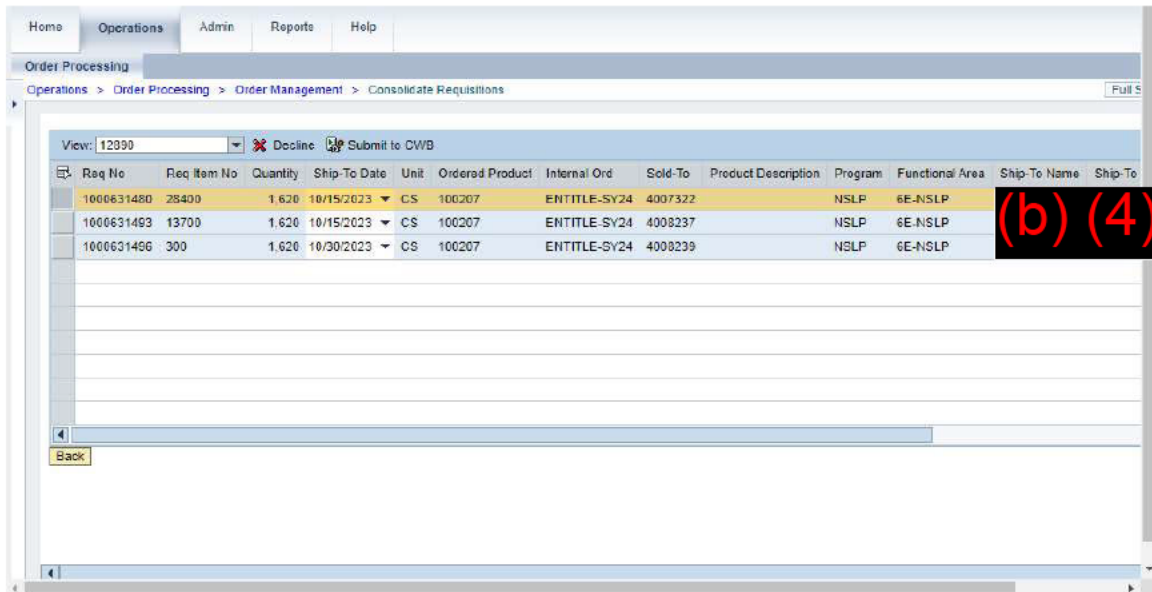 Home Operations Admin Reports Help
Order Processing
Operations > Order Processing > Order Management > Consolidate Requisitions Full S
View: 12890 Decline Submit to CWB
Req No Req Item No Quantity Ship-To Date Unit Ordered Product Internal Ord Sold-To Product Description Program Functional Area Ship-To Name Ship-To
1000631480 28400 1,620 10/15/2023 CS 100207 ENTITLE-SY24 4007322 NSLP 6E-NSLP
1000631493 13700 1,620 10/15/2023 CS 100207 ENTITLE-SY24 4008237 NSLP 6E-NSLP
(b) (4)
1000631496 300 1,620 10/30/2023 CS 100207 ENTITLE-SY24 4008239 NSLP 6E-NSLP
Back